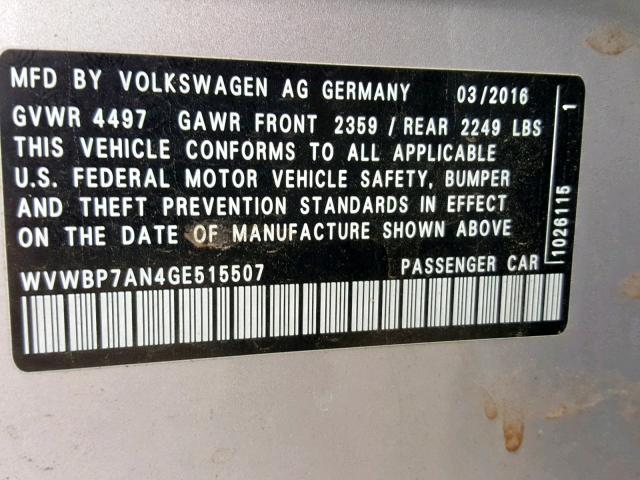 MFD BY VOLKSWAGEN AG GERMANY 03/2016
GVWR 4497 GAWR FRONT 2359 / REAR 2249 LBS
THIS VEHICLE CONFORMS TO ALL APPLICABLE
U.S. FEDERAL MOTOR VEHICLE SAFETY, BUMPER
AND THEFT PREVENTION STANDARDS IN EFFECT
ON THE DATE OF MANUFACTURE SHOWN ABOVE
WVWBP7AN4GE515507 PASSENGER CAR
1026115 1